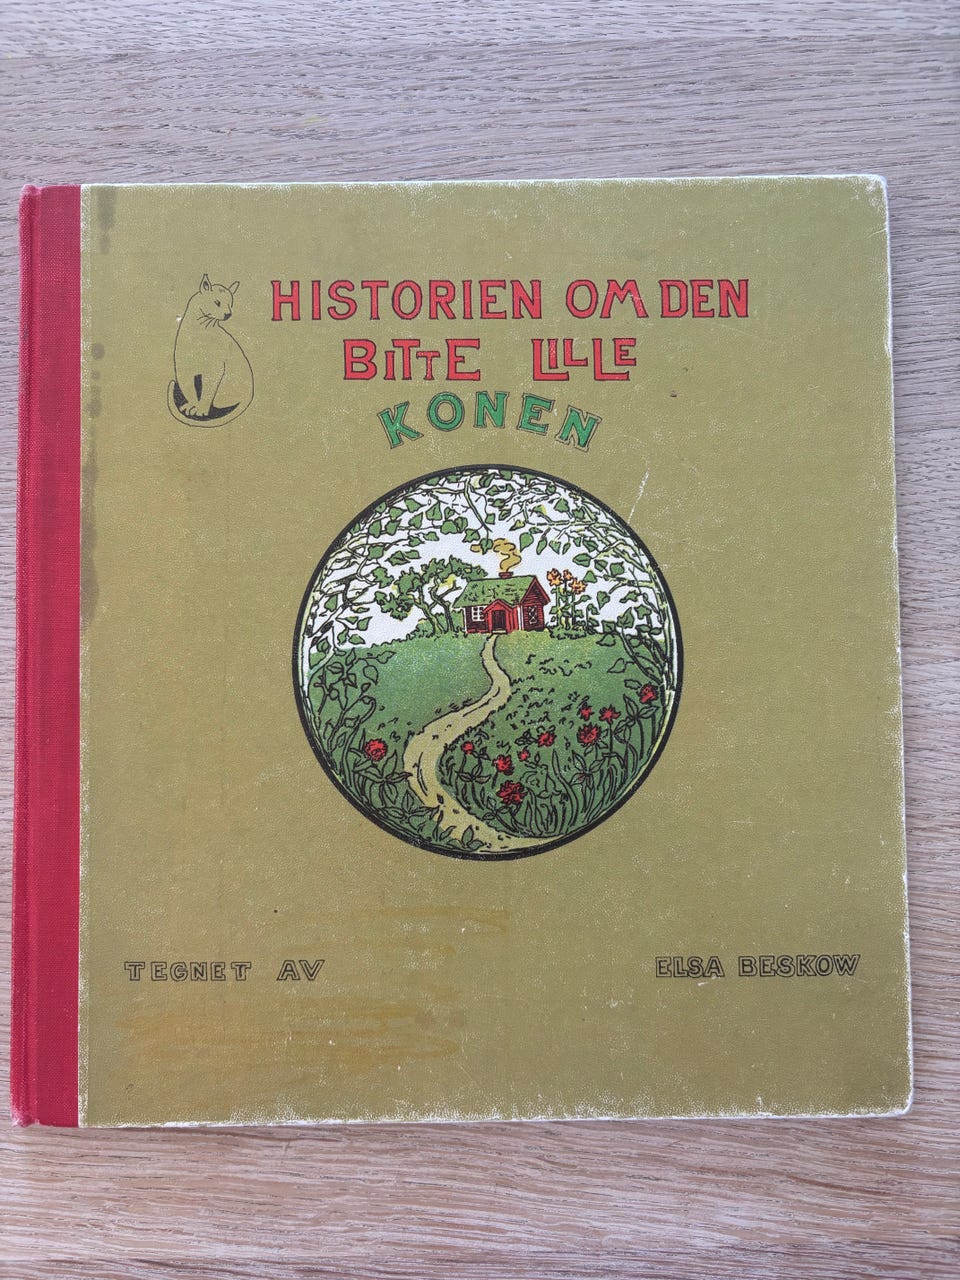 HISTORIEN OM DEN
BITTE LILLE
KONEN
TEGNET AV ELSA BESKOW